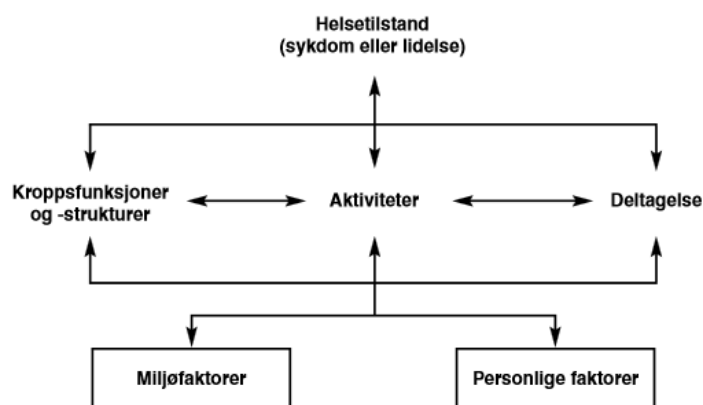 Helsetilstand
(sykdom eller lidelse)
Kroppsfunksjoner
og -strukturer
Aktiviteter
Deltagelse
Miljøfaktorer
Personlige faktorer